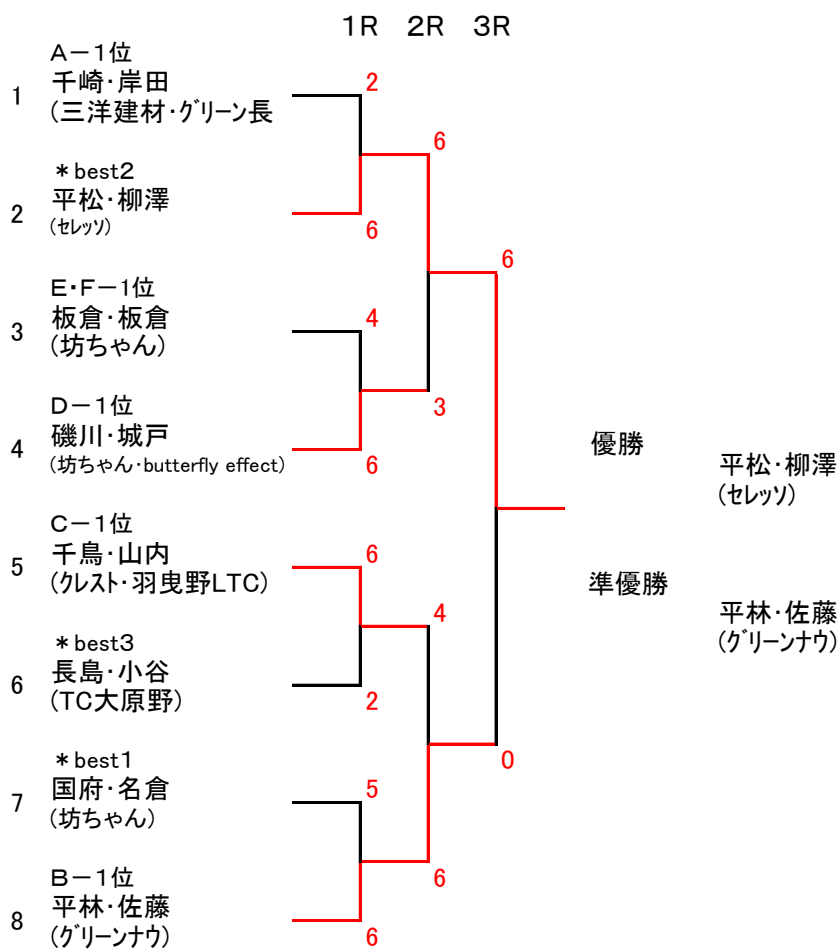 1R 2R 3R
A-1位
1 千崎・岸田 2
(三洋建材・グリーン長
6
*best2
2 平松・柳澤
(セレッソ) 6
6
E・F-1位
3 板倉・板倉 4
(坊ちゃん)
3
D-1位
4 磯川・城戸
(坊ちゃん・butterfly effect) 6
優勝 平松・柳澤
(セレッソ)
C-1位
5 千鳥・山内 6
(クレスト・羽曳野LTC)
準優勝 平林・佐藤
(グリーンナウ)
4
*best3
6 長島・小谷
(TC大原野) 2
0
*best1
7 国府・名倉 5
(坊ちゃん)
6
B-1位
8 平林・佐藤
(グリーンナウ) 6